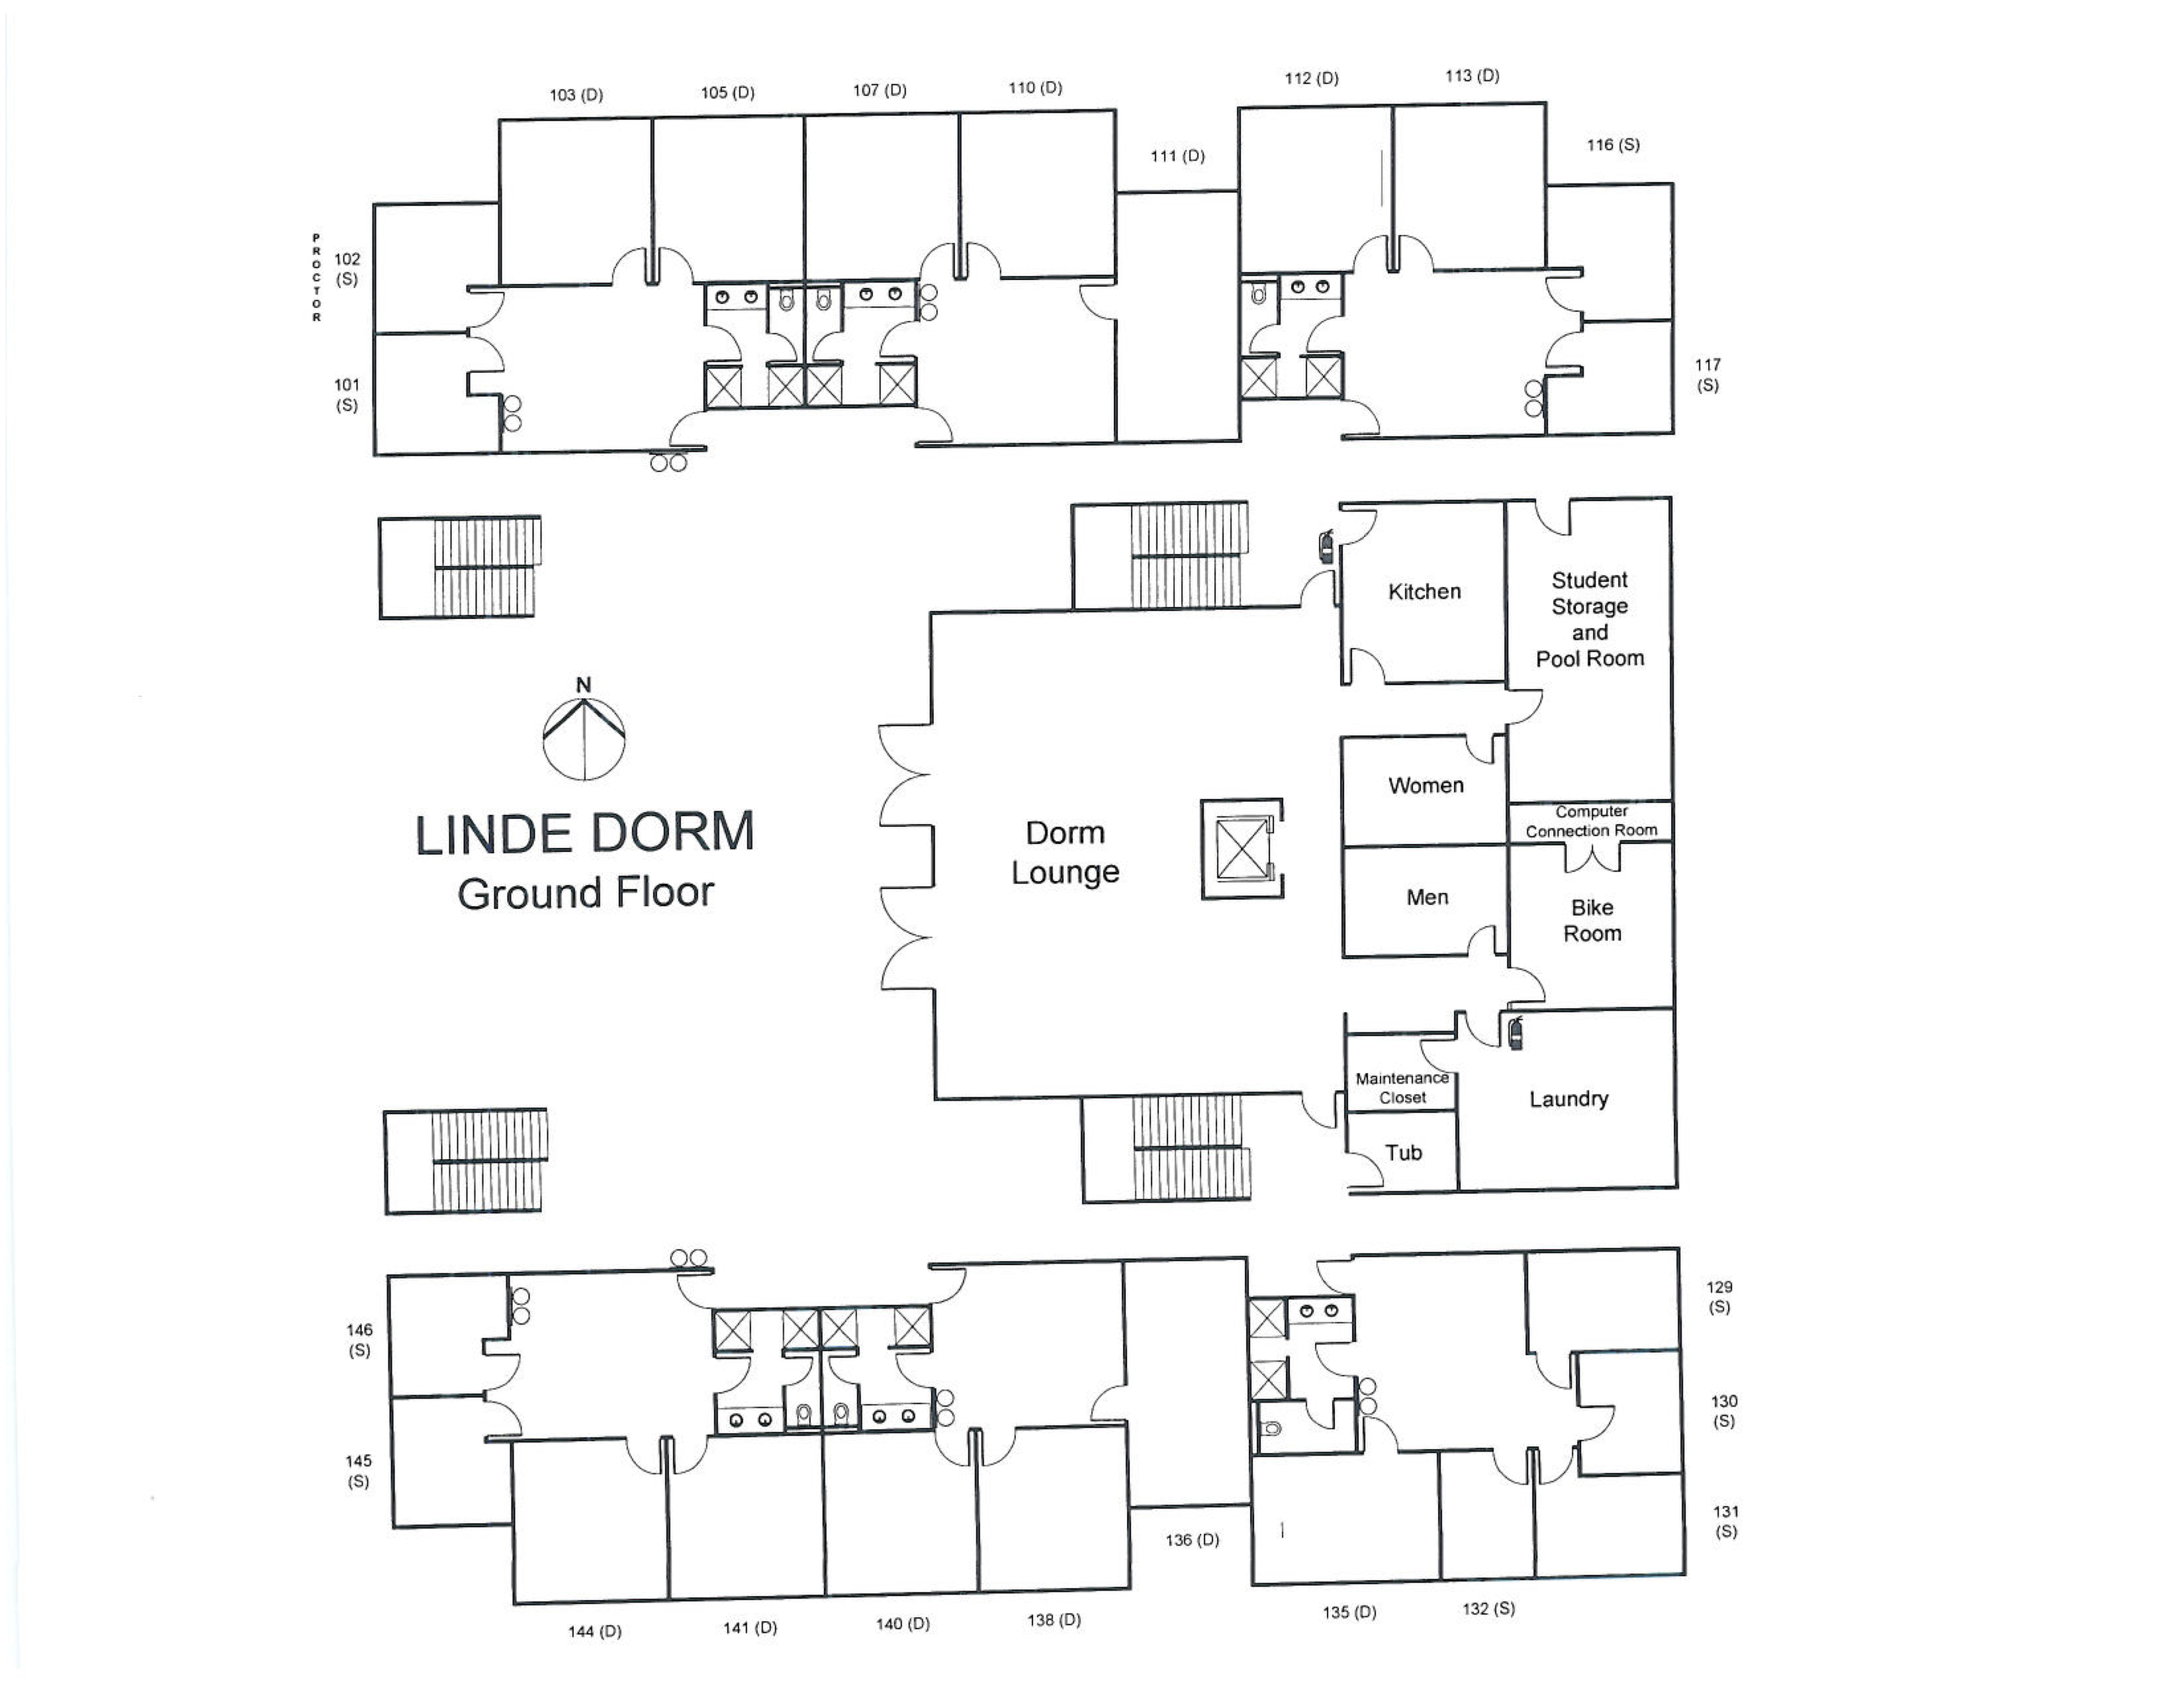 103 (D)
105 (D)
107 (D)
110 (D)
112 (D)
113 (D)
111 (D)
116 (S)
PROCTOR
102
(S)
101
(S)
117
(S)
Kitchen
Student
Storage
and
Pool Room
N
LINDE DORM
Ground Floor
Dorm
Lounge
Women
Computer
Connection Room
Men
Bike
Room
Maintenance
Closet
Laundry
Tub
146
(S)
145
(S)
129
(S)
130
(S)
131
(S)
136 (D)
144 (D)
141 (D)
140 (D)
138 (D)
135 (D)
132 (S)